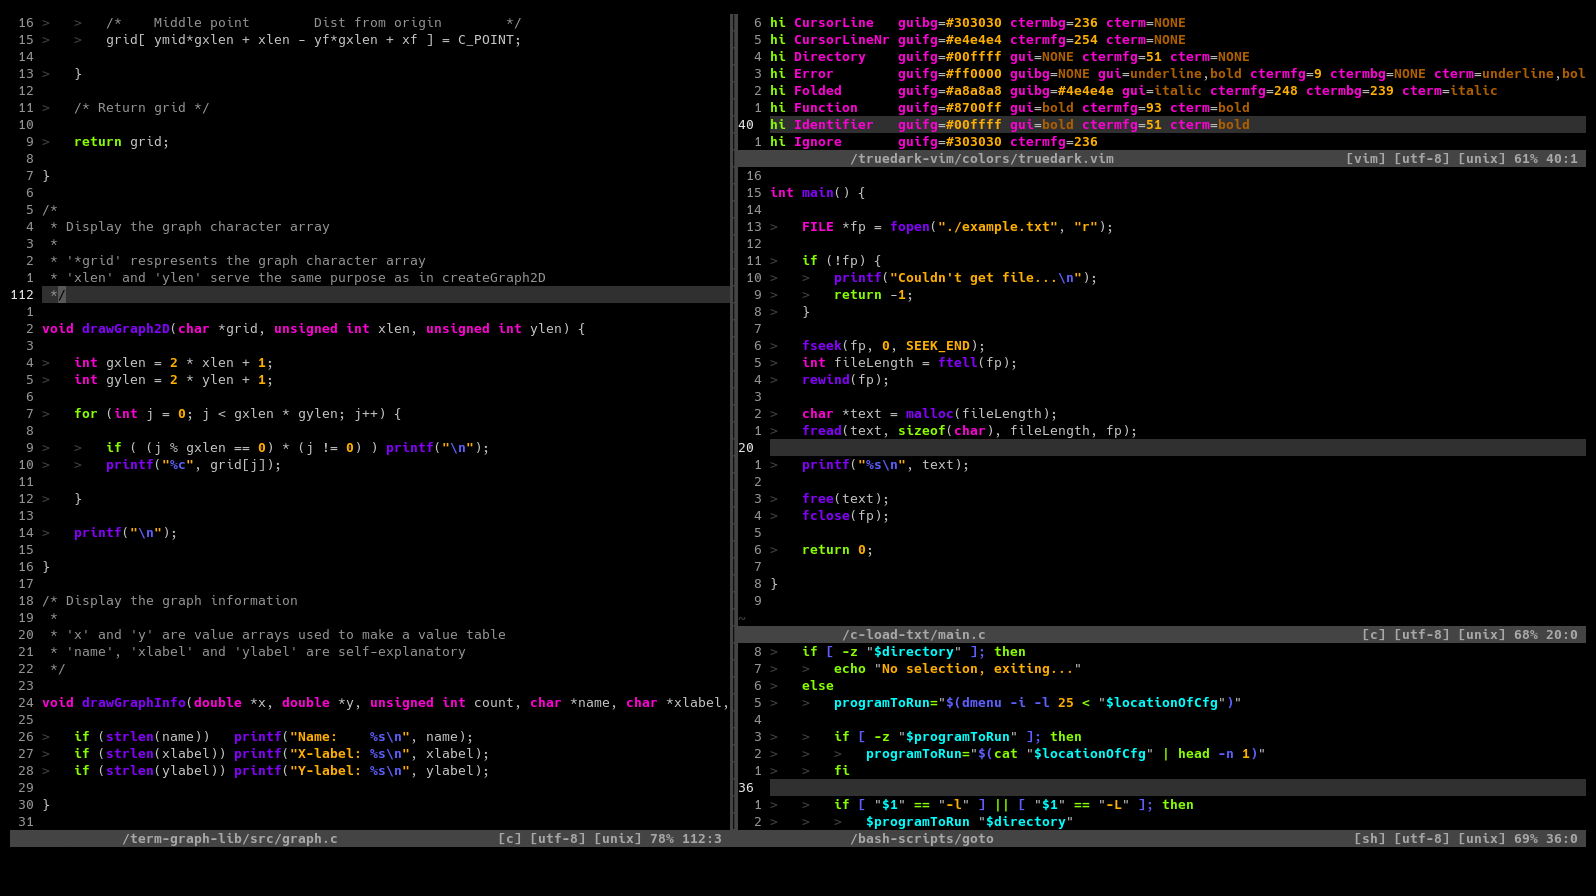 16 >   >   /*    Middle point        Dist from origin        */
15 >   >   grid[ ymid*gxlen + xlen - yf*gxlen + xf ] = C_POINT;
14
13 >   }
12
11 >   /* Return grid */
10
9 >   return grid;
8
7 }
6
5 /*
4  * Display the graph character array
3  *
2  * '*grid' respresents the graph character array
1  * 'xlen' and 'ylen' serve the same purpose as in createGraph2D
112  */
1
2 void drawGraph2D(char *grid, unsigned int xlen, unsigned int ylen) {
3
4 >   int gxlen = 2 * xlen + 1;
5 >   int gylen = 2 * ylen + 1;
6
7 >   for (int j = 0; j < gxlen * gylen; j++) {
8
9 >   >   if ( (j % gxlen == 0) * (j != 0) ) printf("\n");
10 >   >   printf("%c", grid[j]);
11
12 >   }
13
14 >   printf("\n");
15
16 }
17
18 /* Display the graph information
19  *
20  * 'x' and 'y' are value arrays used to make a value table
21  * 'name', 'xlabel' and 'ylabel' are self-explanatory
22  */
23
24 void drawGraphInfo(double *x, double *y, unsigned int count, char *name, char *xlabel,
25
26 >   if (strlen(name))   printf("Name:    %s\n", name);
27 >   if (strlen(xlabel)) printf("X-label: %s\n", xlabel);
28 >   if (strlen(ylabel)) printf("Y-label: %s\n", ylabel);
29
30 }
31
/term-graph-lib/src/graph.c                    [c] [utf-8] [unix] 78% 112:3
6 hi CursorLine   guibg=#303030 ctermbg=236 cterm=NONE
5 hi CursorLineNr guifg=#e4e4e4 ctermfg=254 cterm=NONE
4 hi Directory    guifg=#00ffff gui=NONE ctermfg=51 cterm=NONE
3 hi Error        guifg=#ff0000 guibg=NONE gui=underline,bold ctermfg=9 ctermbg=NONE cterm=underline,bol
2 hi Folded       guifg=#a8a8a8 guibg=#4e4e4e gui=italic ctermfg=248 ctermbg=239 cterm=italic
1 hi Function     guifg=#8700ff gui=bold ctermfg=93 cterm=bold
40 hi Identifier   guifg=#00ffff gui=bold ctermfg=51 cterm=bold
1 hi Ignore       guifg=#303030 ctermfg=236
/truedark-vim/colors/truedark.vim                    [vim] [utf-8] [unix] 61% 40:1
16
15 int main() {
14
13 >   FILE *fp = fopen("./example.txt", "r");
12
11 >   if (!fp) {
10 >   >   printf("Couldn't get file...\n");
9 >   >   return -1;
8 >   }
7
6 >   fseek(fp, 0, SEEK_END);
5 >   int fileLength = ftell(fp);
4 >   rewind(fp);
3
2 >   char *text = malloc(fileLength);
1 >   fread(text, sizeof(char), fileLength, fp);
20
1 >   printf("%s\n", text);
2
3 >   free(text);
4 >   fclose(fp);
5
6 >   return 0;
7
8 }
9
~
/c-load-txt/main.c                    [c] [utf-8] [unix] 68% 20:0
8 >   if [ -z "$directory" ]; then
7 >   >   echo "No selection, exiting..."
6 >   else
5 >   >   programToRun="$(dmenu -i -l 25 < "$locationOfCfg")"
4
3 >   >   if [ -z "$programToRun" ]; then
2 >   >   >   programToRun="$(cat "$locationOfCfg" | head -n 1)"
1 >   >   fi
36
1 >   >   if [ "$1" == "-l" ] || [ "$1" == "-L" ]; then
2 >   >   >   $programToRun "$directory"
/bash-scripts/goto                    [sh] [utf-8] [unix] 69% 36:0